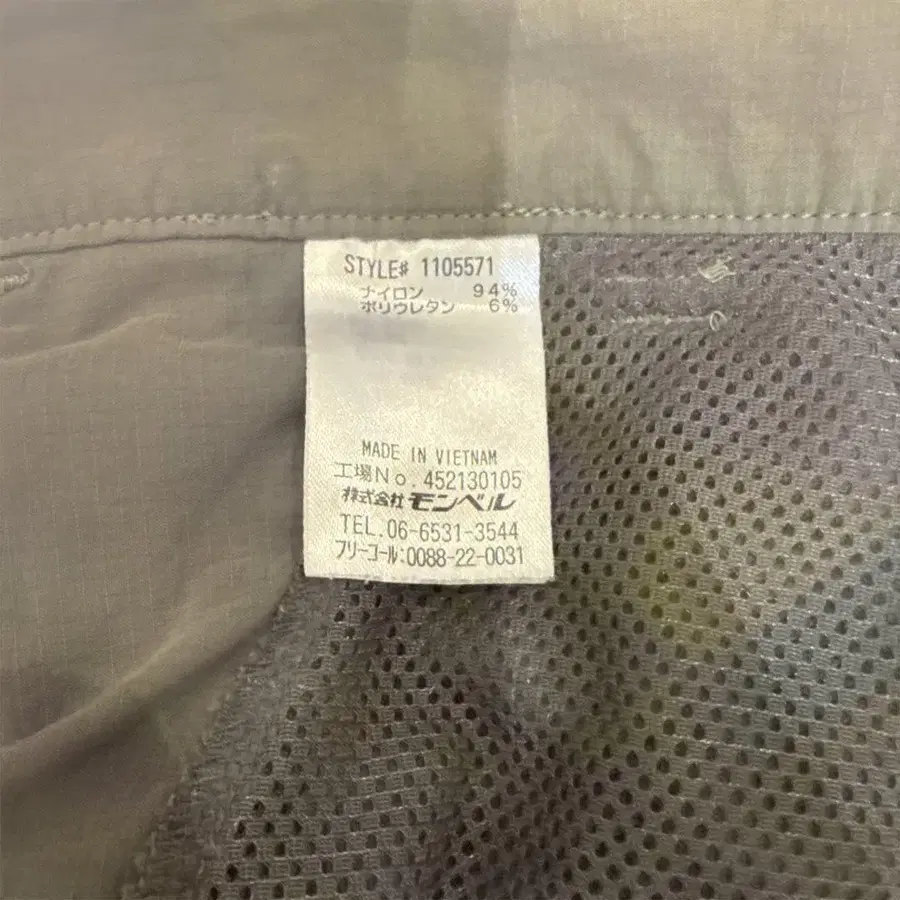 STYLE# 1105571
ナイロン 94%
ポリウレタン 6%
MADE IN VIETNAM
工場No.452130105
株式会社モンベル
TEL.06-6531-3544
フリーコール:0088-22-0031